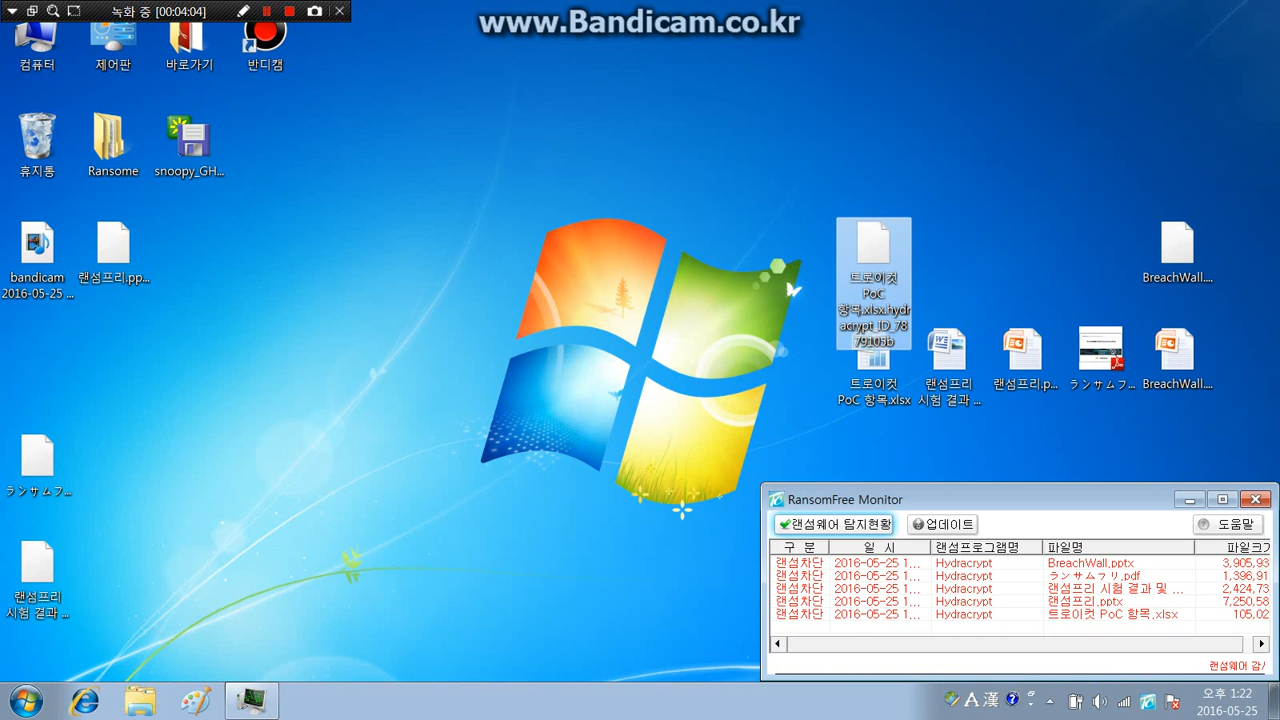 녹화 중 [00:04:04]
www.Bandicam.co.kr
컴퓨터
제어판
바로가기
반디캠
휴지통
Ransome
snoopy_GH...
bandicam
2016-05-25 ...
랜섬프리.pp...
트로이컷
PoC
항목.xlsx.hydr
acrypt_ID_78
79105b
BreachWall....
트로이컷
PoC 항목.xlsx
랜섬프리
시험 결과 ...
랜섬프리.p...
ランサムフ...
BreachWall....
ランサムフ...
랜섬프리
시험 결과 ...
RansomFree Monitor
랜섬웨어 탐지현황
업데이트
도움말
구 분 일 시 랜섬프로그램명 파일명 파일크기
랜섬차단 2016-05-25 1... Hydracrypt BreachWall.pptx 3,905,93
랜섬차단 2016-05-25 1... Hydracrypt ランサムフリ.pdf 1,396,91
랜섬차단 2016-05-25 1... Hydracrypt 랜섬프리 시험 결과 및 ... 2,424,73
랜섬차단 2016-05-25 1... Hydracrypt 랜섬프리.pptx 7,250,58
랜섬차단 2016-05-25 1... Hydracrypt 트로이컷 PoC 항목.xlsx 105,02
랜섬웨어 감
A 漢
오후 1:22
2016-05-25